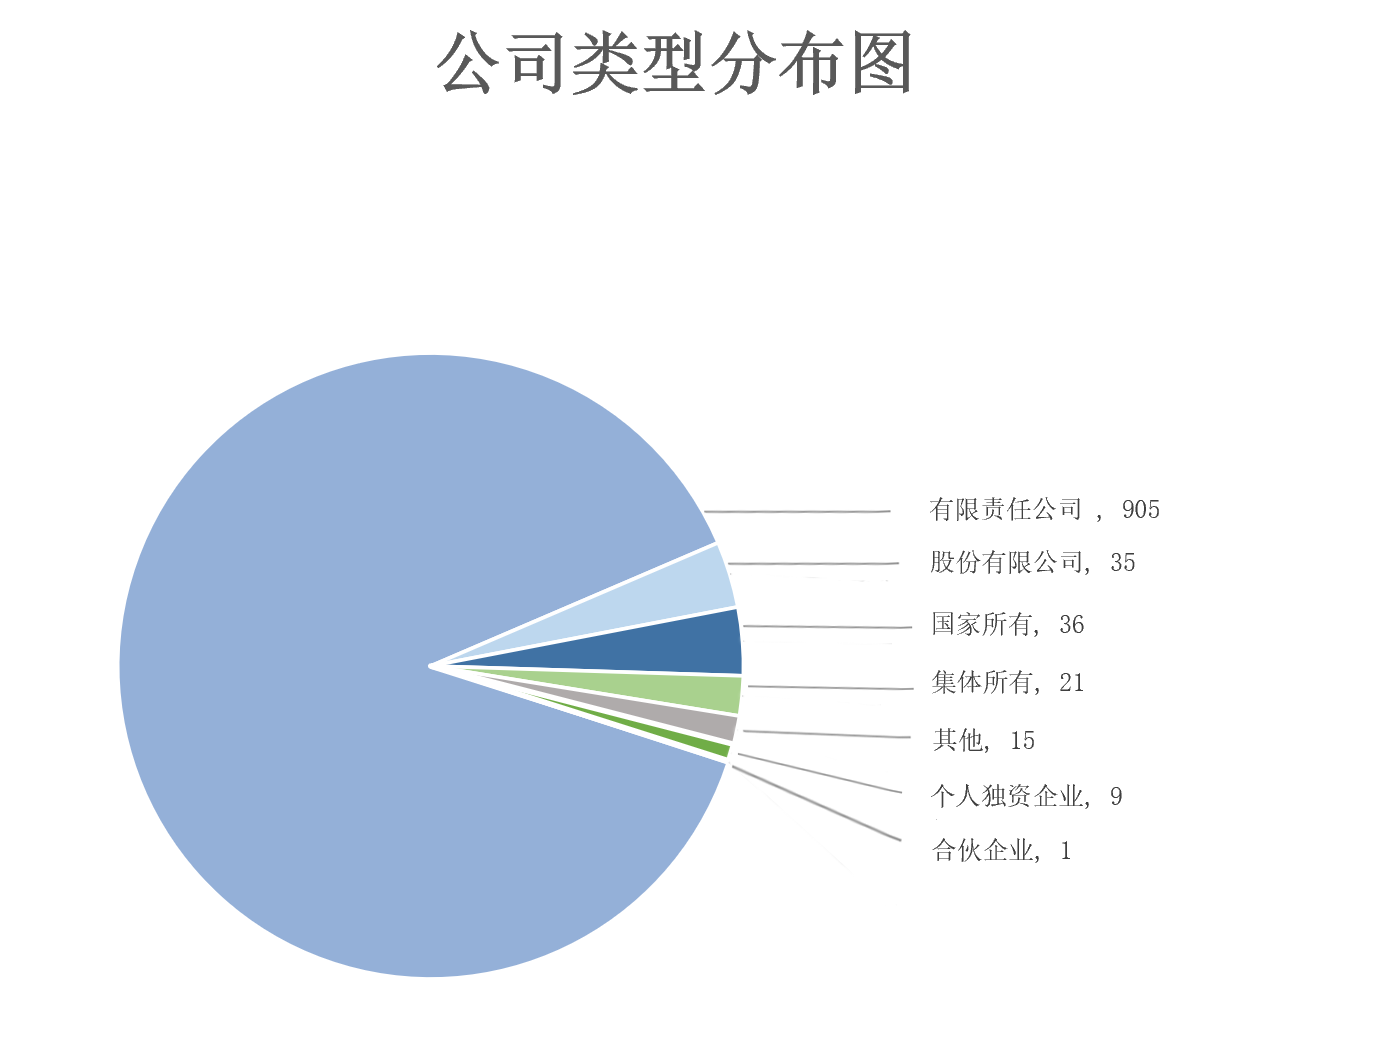 公司类型分布图
有限责任公司 , 905
股份有限公司, 35
国家所有, 36
集体所有, 21
其他, 15
个人独资企业, 9
合伙企业, 1